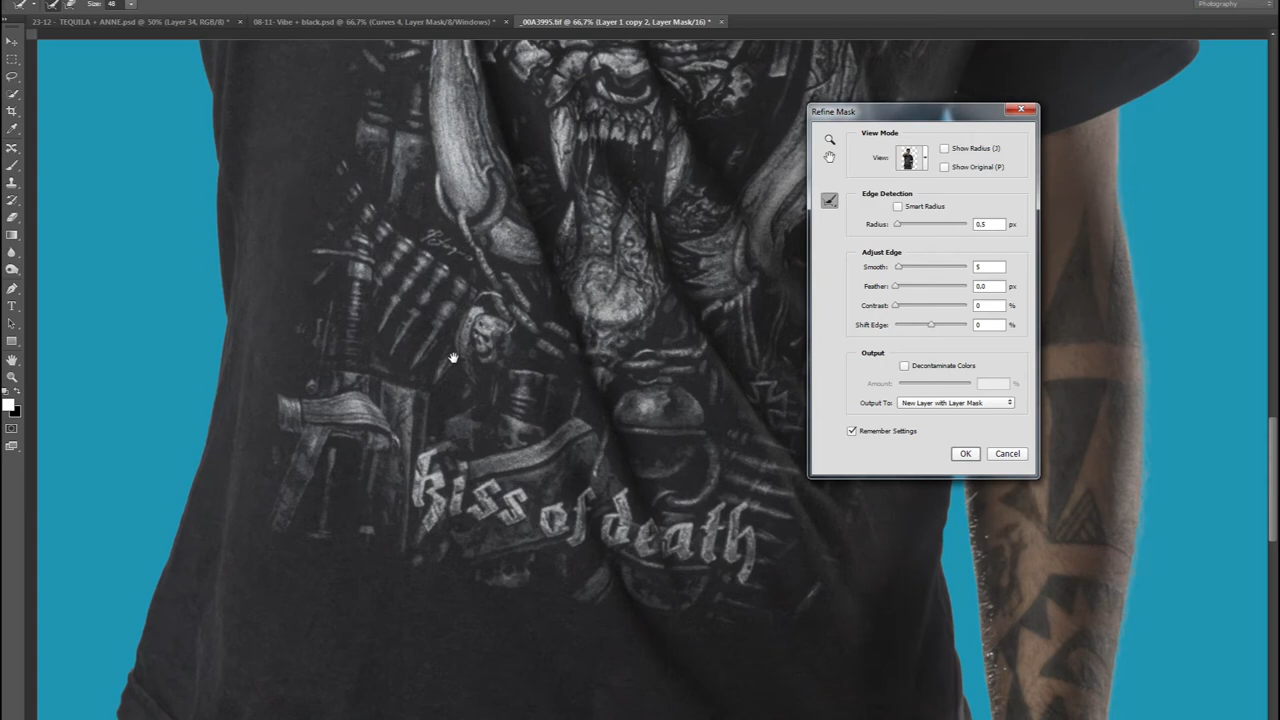 Size: 48
Photography
23-12 - TEQUILA + ANNE.psd @ 50% (Layer 34, RGB/8) *
08-11- Vibe + black.psd @ 66,7% (Curves 4, Layer Mask/8/Windows) *
_00A3995.tif @ 66,7% (Layer 1 copy 2, Layer Mask/16) *
Refine Mask
View Mode
View:
Show Radius (J)
Show Original (P)
Edge Detection
Smart Radius
Radius: 0,5 px
Adjust Edge
Smooth: 5
Feather: 0,0 px
Contrast: 0 %
Shift Edge: 0 %
Output
Decontaminate Colors
Amount: %
Output To: New Layer with Layer Mask
Remember Settings
OK Cancel
kiss of death